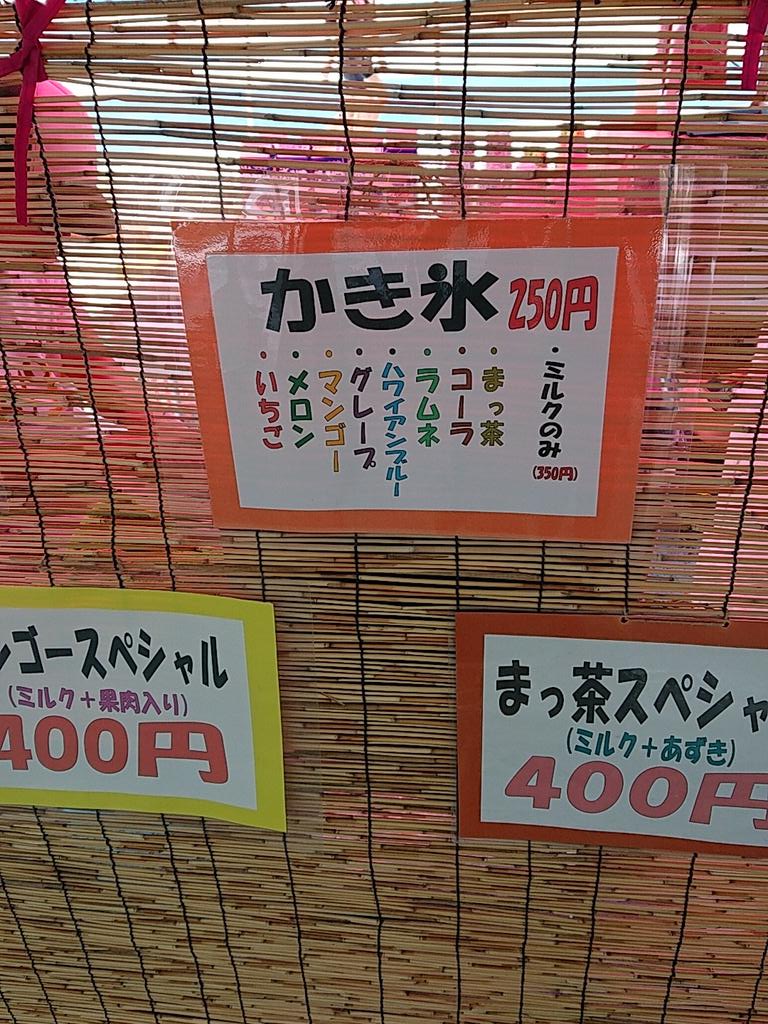 かき氷 250円
・ミルクのみ
(350円)
・まっ茶
・コーラ
・ラムネ
・ハワイアンブルー
・グレープ
・マンゴー
・メロン
・いちご
ンゴースペシャル
(ミルク+果肉入り)
400円
まっ茶スペシャ
(ミルク+あずき)
400円